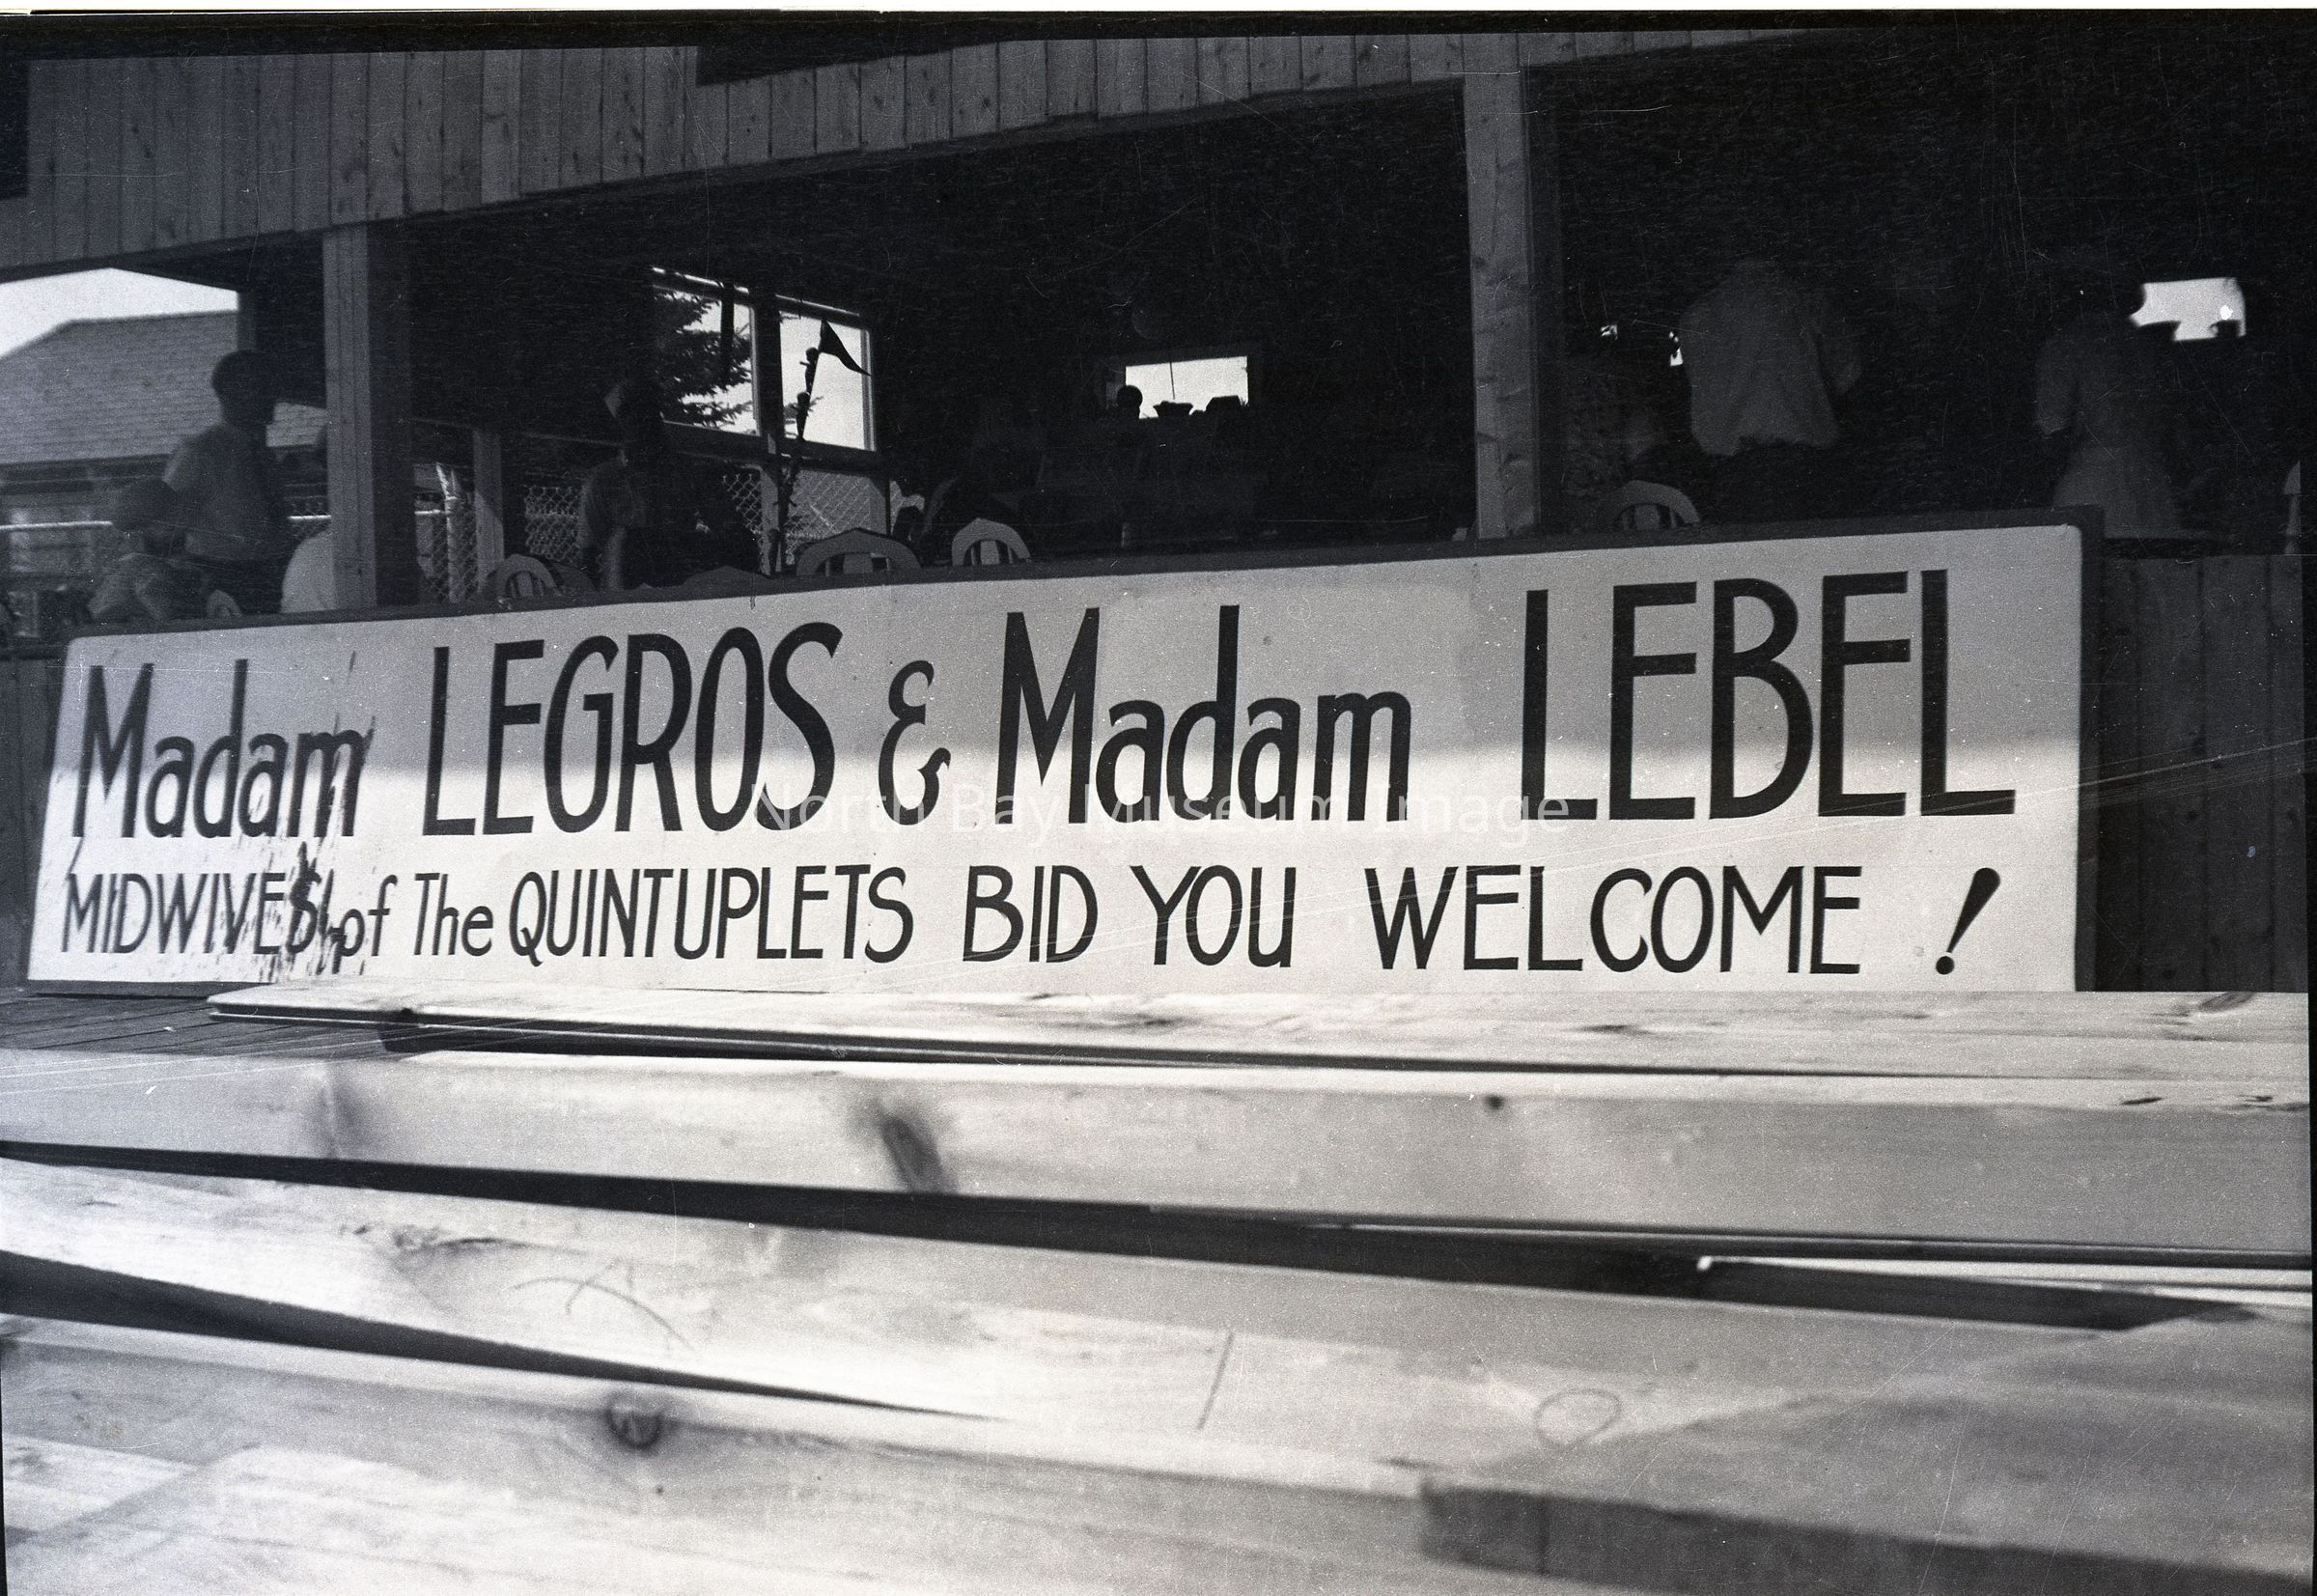 Madam LEGROS & Madam LEBEL
North Bay Museum Image
MIDWIVES of The QUINTUPLETS BID YOU WELCOME !